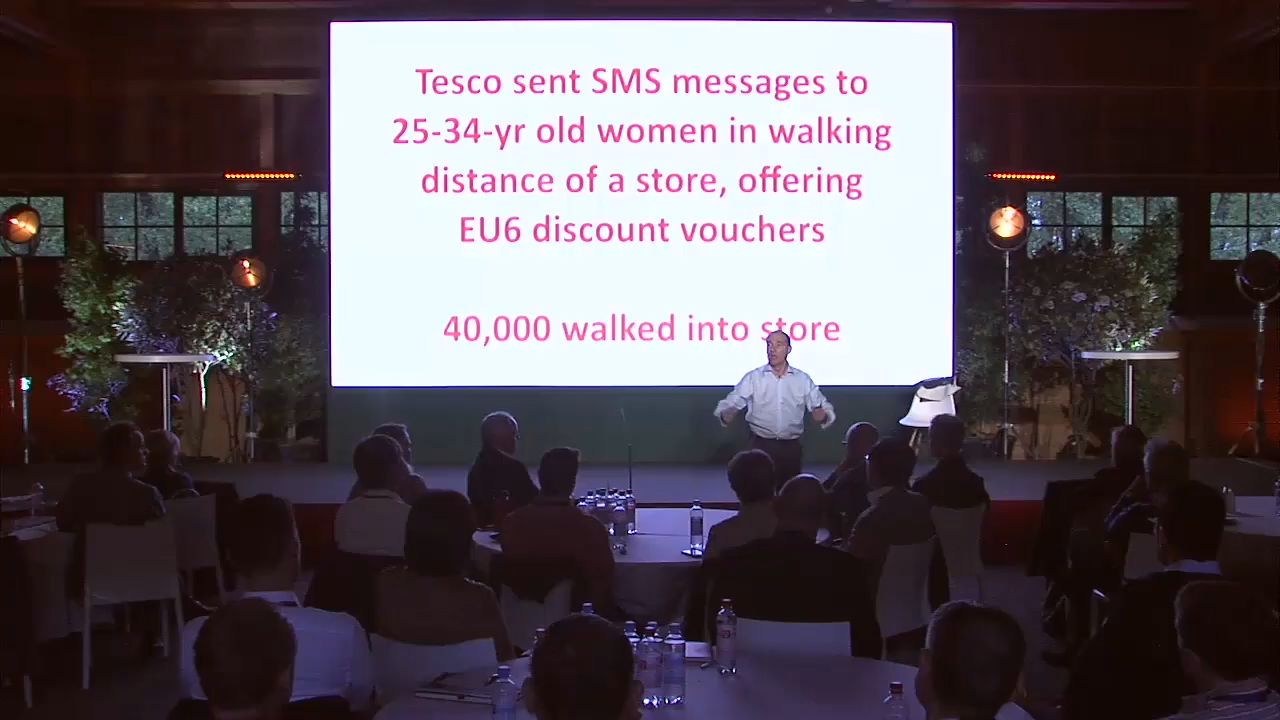 Tesco sent SMS messages to
25-34-yr old women in walking
distance of a store, offering
EU6 discount vouchers
40,000 walked into store